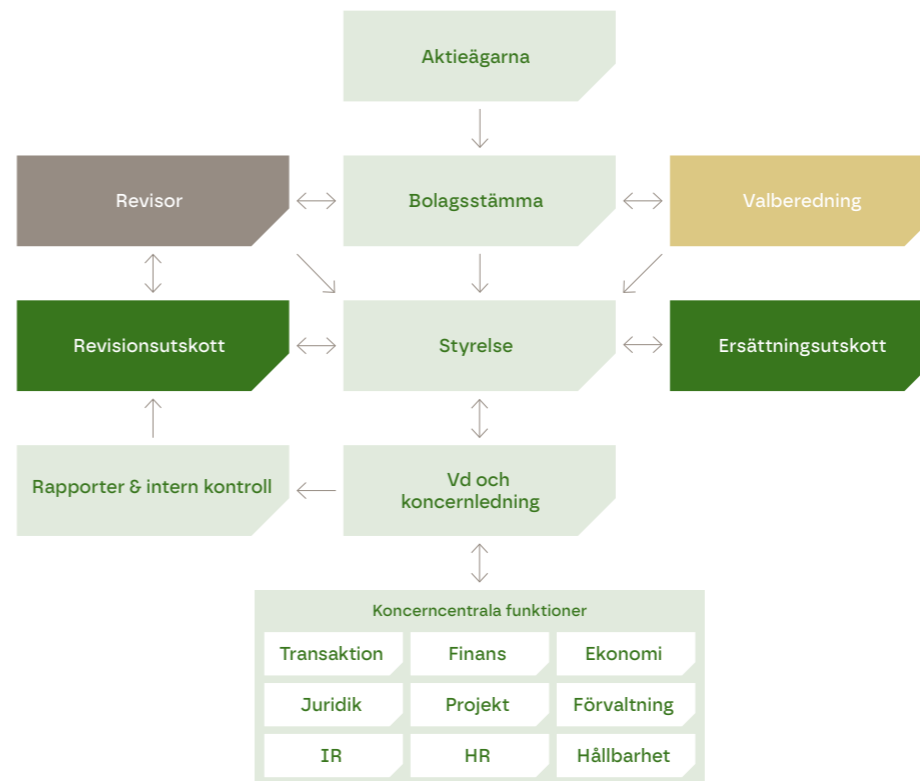 Aktieägarna
Revisor
Bolagsstämma
Valberedning
Revisionsutskott
Styrelse
Ersättningsutskott
Rapporter & intern kontroll
Vd och
koncernledning
Koncerncentrala funktioner
Transaktion
Finans
Ekonomi
Juridik
Projekt
Förvaltning
IR
HR
Hållbarhet